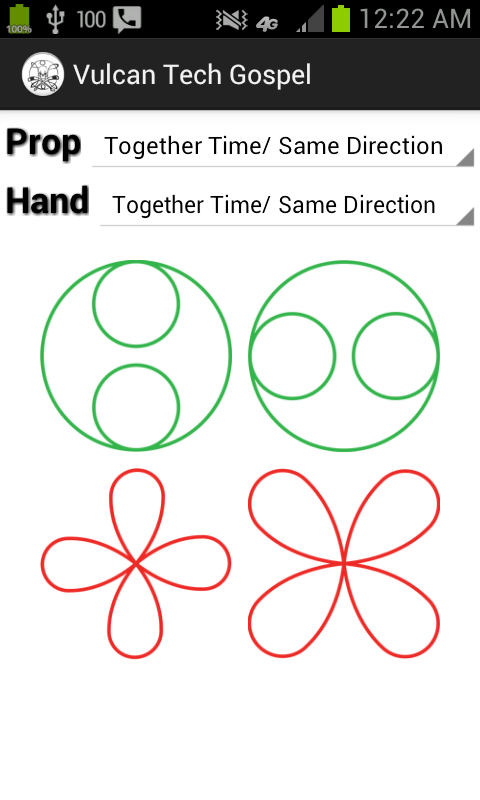 100% 100 4G 12:22 AM
Vulcan Tech Gospel
Prop Together Time/ Same Direction
Hand Together Time/ Same Direction